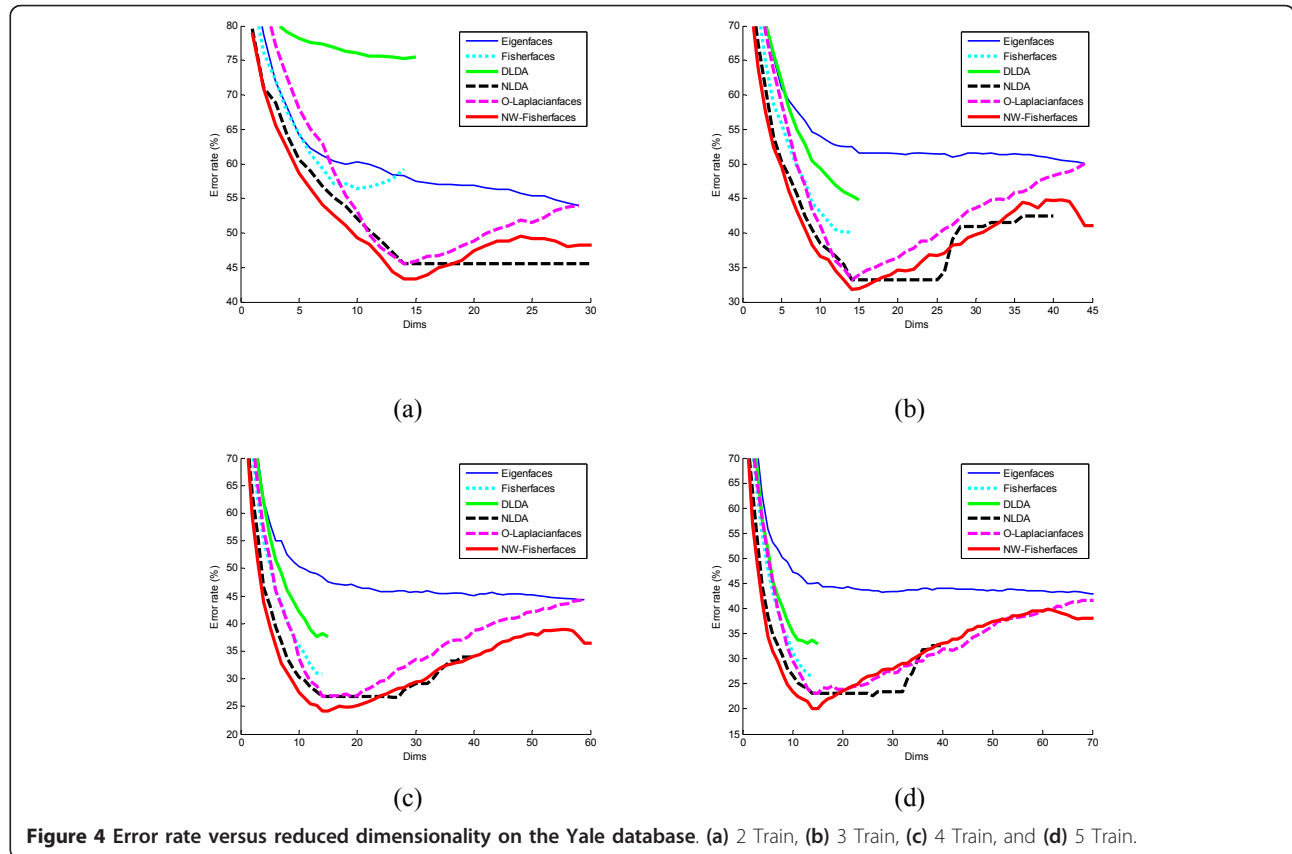 80
75
70
65
60
55
50
45
40
0
5
10
15
20
25
30
Error rate (%)
Dims
Eigenfaces
Fisherfaces
DLDA
NLDA
O-Laplacianfaces
NW-Fisherfaces
(a)
70
65
60
55
50
45
40
35
30
0
5
10
15
20
25
30
35
40
45
Error rate (%)
Dims
Eigenfaces
Fisherfaces
DLDA
NLDA
O-Laplacianfaces
NW-Fisherfaces
(b)
70
65
60
55
50
45
40
35
30
25
20
0
10
20
30
40
50
60
Error rate (%)
Dims
Eigenfaces
Fisherfaces
DLDA
NLDA
O-Laplacianfaces
NW-Fisherfaces
(c)
70
65
60
55
50
45
40
35
30
25
20
15
0
10
20
30
40
50
60
70
Error rate (%)
Dims
Eigenfaces
Fisherfaces
DLDA
NLDA
O-Laplacianfaces
NW-Fisherfaces
(d)
Figure 4 Error rate versus reduced dimensionality on the Yale database. (a) 2 Train, (b) 3 Train, (c) 4 Train, and (d) 5 Train.